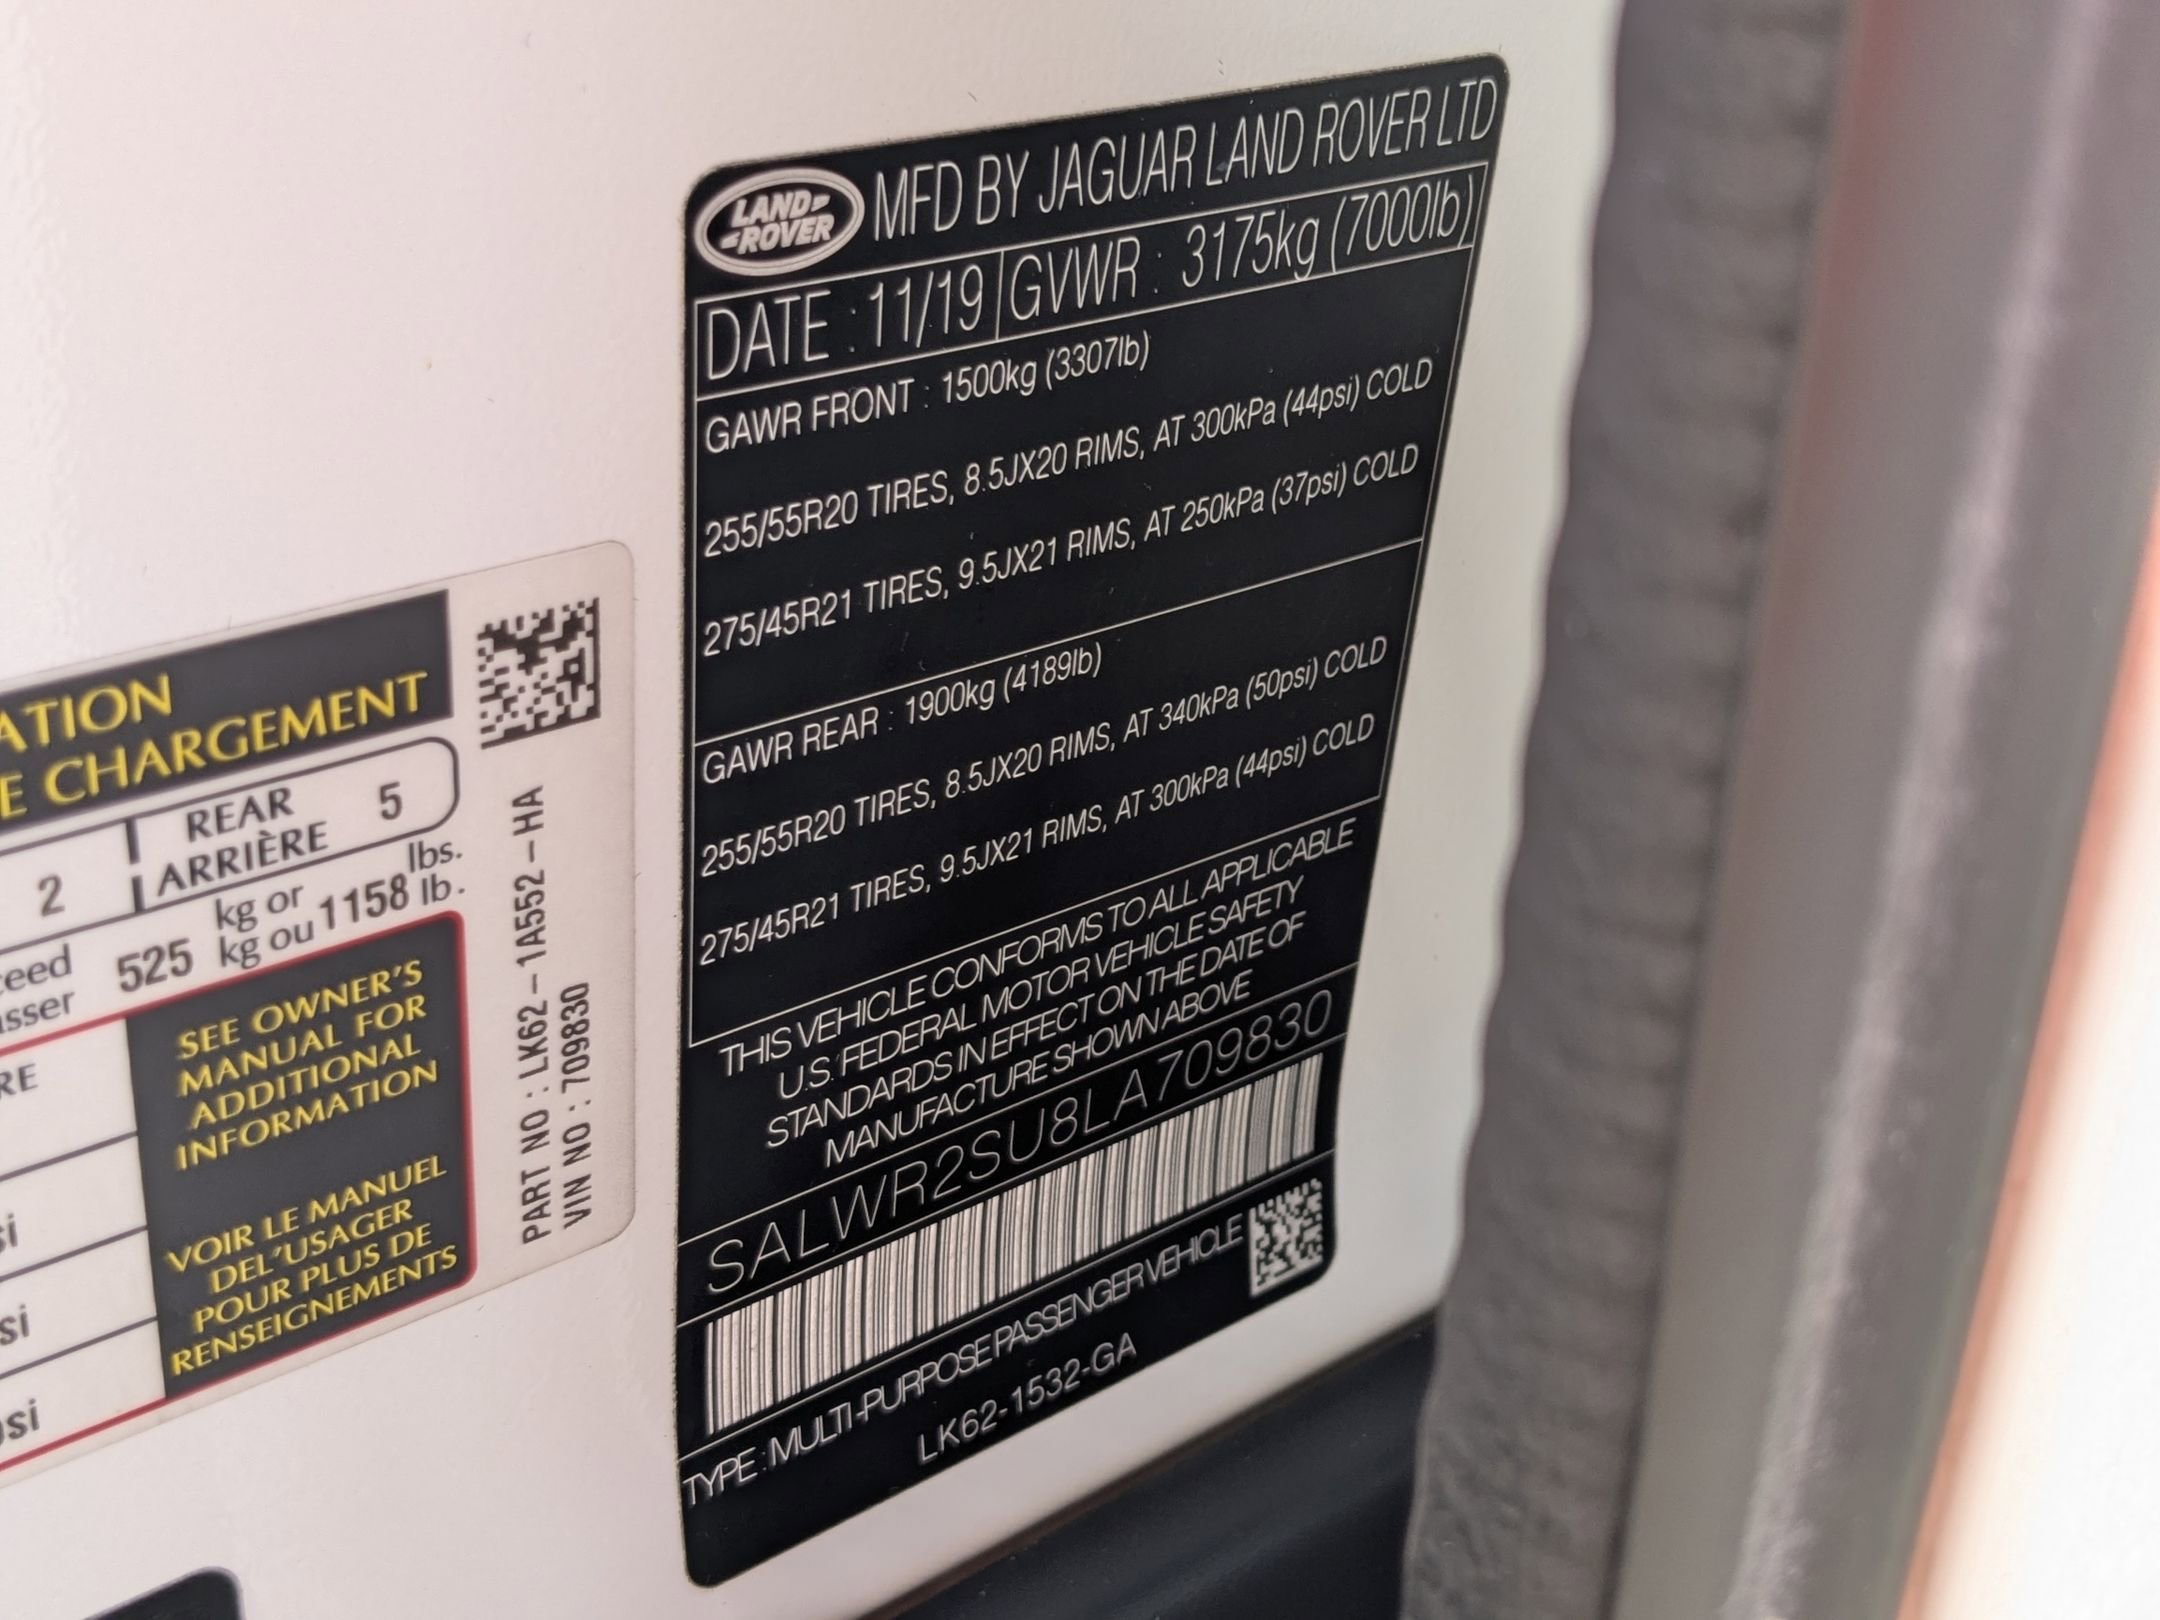 LAND ROVER
MFD BY JAGUAR LAND ROVER LTD
DATE : 11/19 GVWR : 3175kg (7000lb)
GAWR FRONT : 1500kg (3307lb)
255/55R20 TIRES, 8.5JX20 RIMS, AT 300kPa (44psi) COLD
275/45R21 TIRES, 9.5JX21 RIMS, AT 250kPa (37psi) COLD
GAWR REAR : 1900kg (4189lb)
255/55R20 TIRES, 8.5JX20 RIMS, AT 340kPa (50psi) COLD
275/45R21 TIRES, 9.5JX21 RIMS, AT 300kPa (44psi) COLD
THIS VEHICLE CONFORMS TO ALL APPLICABLE
U.S. FEDERAL MOTOR VEHICLE SAFETY
STANDARDS IN EFFECT ON THE DATE OF
MANUFACTURE SHOWN ABOVE
SALWR2SU8LA709830
TYPE : MULTI-PURPOSE PASSENGER VEHICLE
LK62-1532-GA
ATION
E CHARGEMENT
2 REAR 5
ARRIÈRE
ceed 525 kg or 1158 lbs.
asser kg ou lb.
RE
si
si
psi
SEE OWNER'S
MANUAL FOR
ADDITIONAL
INFORMATION
VOIR LE MANUEL
DEL'USAGER
POUR PLUS DE
RENSEIGNEMENTS
PART NO : LK62-1A552-HA
VIN NO : 709830